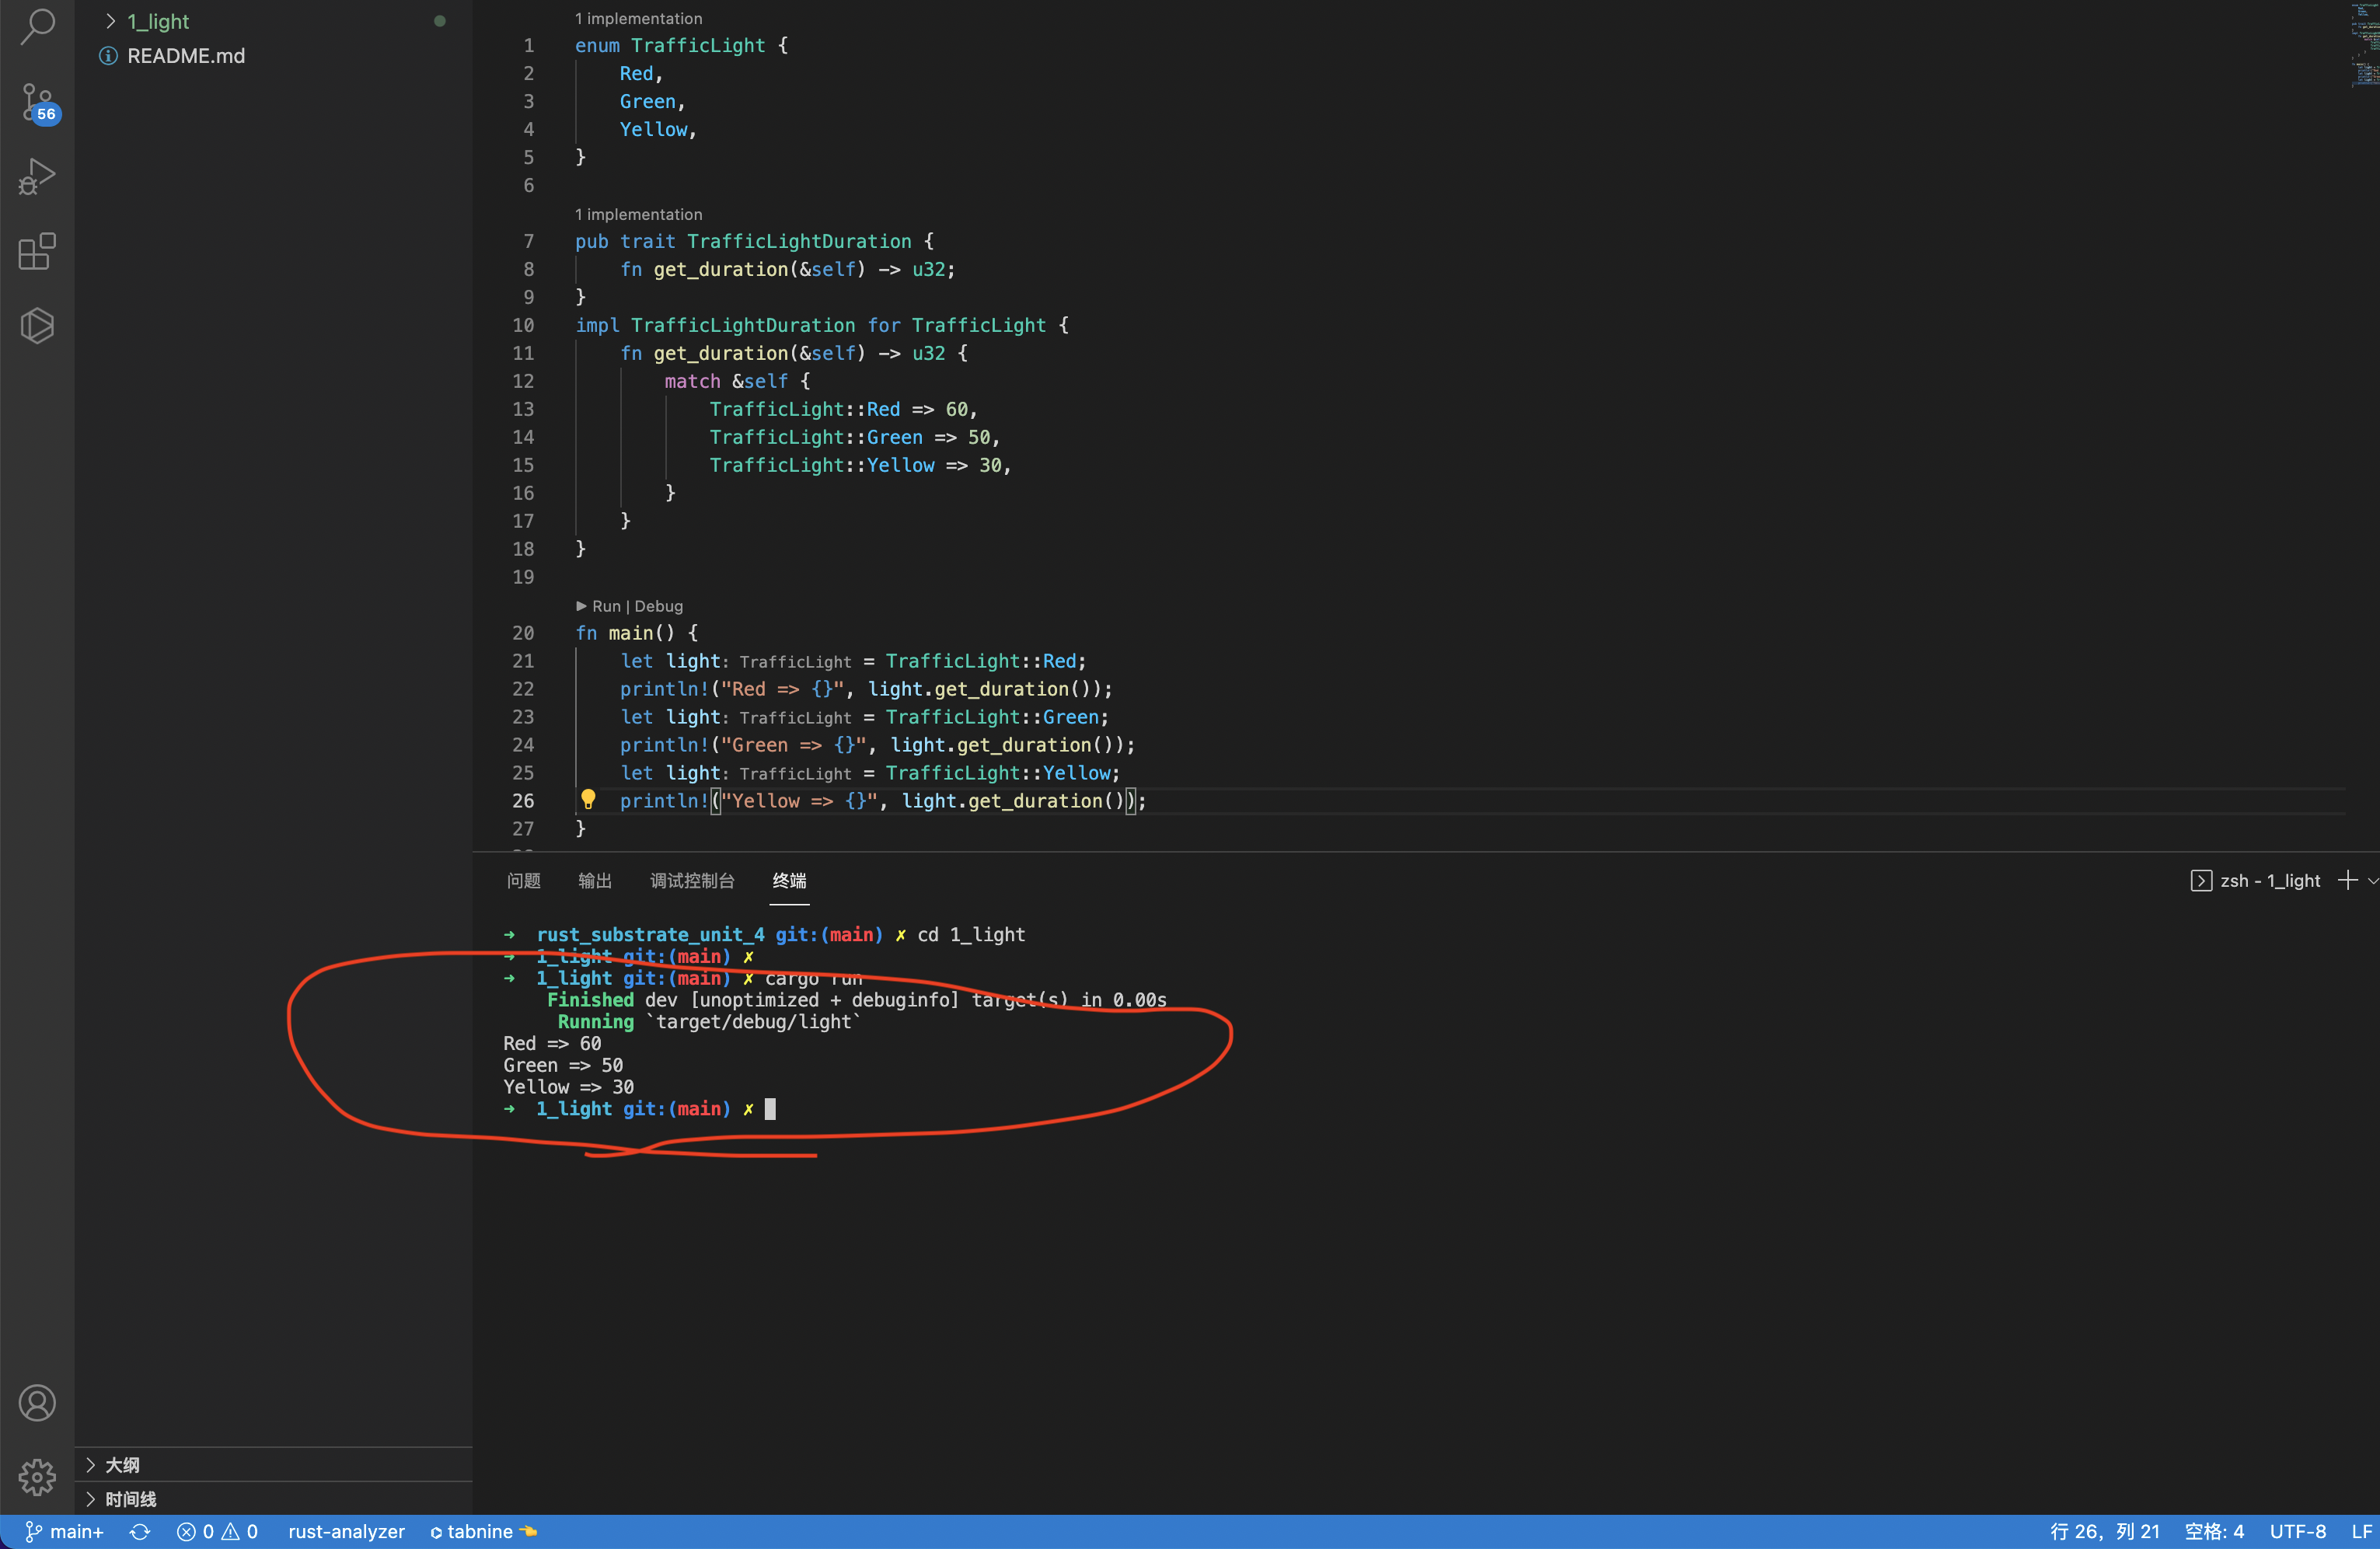 1_light
README.md
56
1 implementation
1 enum TrafficLight {
2 Red,
3 Green,
4 Yellow,
5 }
6
1 implementation
7 pub trait TrafficLightDuration {
8 fn get_duration(&self) -> u32;
9 }
10 impl TrafficLightDuration for TrafficLight {
11 fn get_duration(&self) -> u32 {
12 match &self {
13 TrafficLight::Red => 60,
14 TrafficLight::Green => 50,
15 TrafficLight::Yellow => 30,
16 }
17 }
18 }
19
Run | Debug
20 fn main() {
21 let light: TrafficLight = TrafficLight::Red;
22 println!("Red => {}", light.get_duration());
23 let light: TrafficLight = TrafficLight::Green;
24 println!("Green => {}", light.get_duration());
25 let light: TrafficLight = TrafficLight::Yellow;
26 println!("Yellow => {}", light.get_duration());
27 }
问题 输出 调试控制台 终端 zsh - 1_light
➜ rust_substrate_unit_4 git:(main) ✗ cd 1_light
➜ 1_light git:(main) ✗
➜ 1_light git:(main) ✗ cargo run
Finished dev [unoptimized + debuginfo] target(s) in 0.00s
Running `target/debug/light`
Red => 60
Green => 50
Yellow => 30
➜ 1_light git:(main) ✗
大纲
时间线
main+ 0 0 rust-analyzer tabnine 行 26，列 21 空格: 4 UTF-8 LF